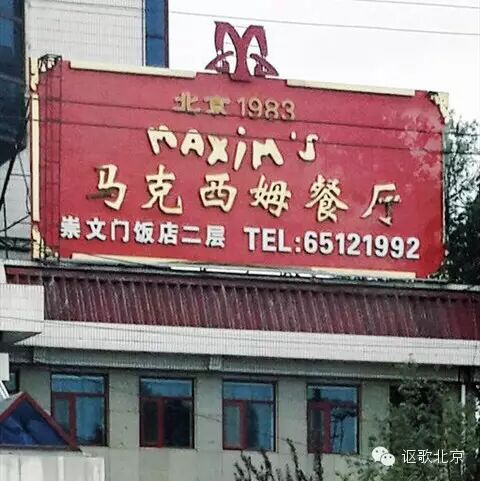 北京 1983
MAXIM'S
马克西姆餐厅
崇文门饭店二层 TEL:65121992
讴歌北京